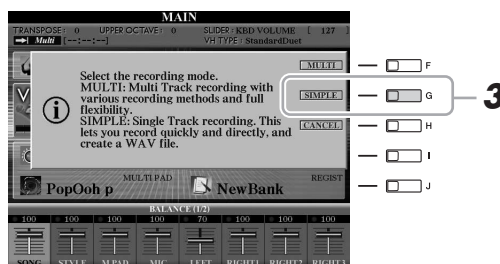 MAIN
TRANSPOSE: 0 UPPER OCTAVE: 0 SLIDER: KBD VOLUME [ 127 ]
Multi [--:--:--] VH TYPE: StandardDuet
Select the recording mode.
MULTI: Multi Track recording with
various recording methods and full
flexibility.
SIMPLE: Single Track recording. This
lets you record quickly and directly, and
create a WAV file.
MULTI
SIMPLE
CANCEL
F
G
H
I
J
3
MULTI PAD REGIST
PopOoh p NewBank
BALANCE (1/2)
100 100 100 100 70 100 100 100
SONG STYLE M.PAD MIC LEFT RIGHT1 RIGHT2 RIGHT3